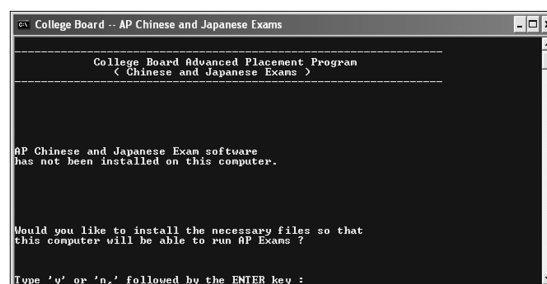 College Board -- AP Chinese and Japanese Exams
College Board Advanced Placement Program
( Chinese and Japanese Exams )
AP Chinese and Japanese Exam software
has not been installed on this computer.
Would you like to install the necessary files so that
this computer will be able to run AP Exams ?
Type 'y' or 'n,' followed by the ENTER key :